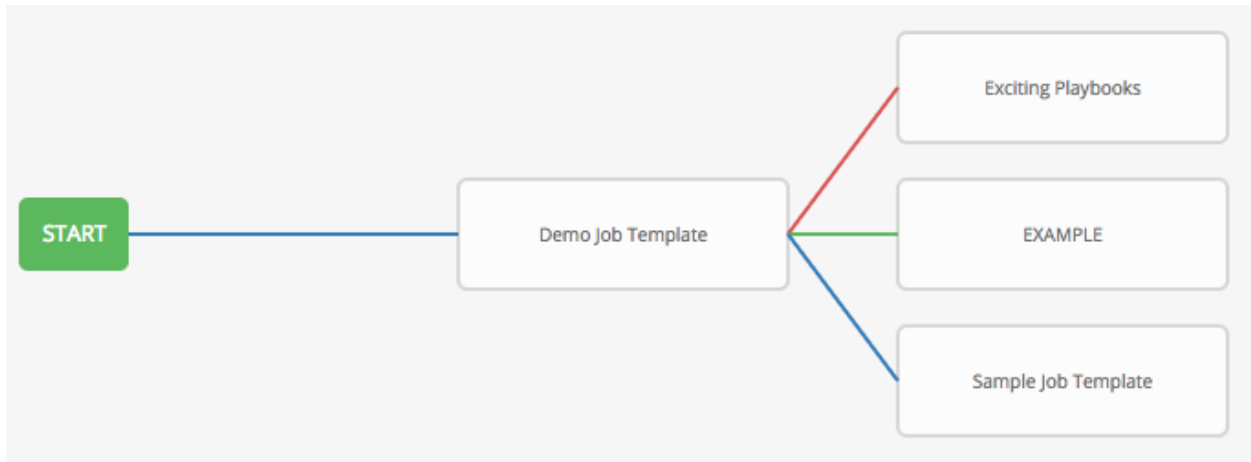 START
Demo Job Template
Exciting Playbooks
EXAMPLE
Sample Job Template